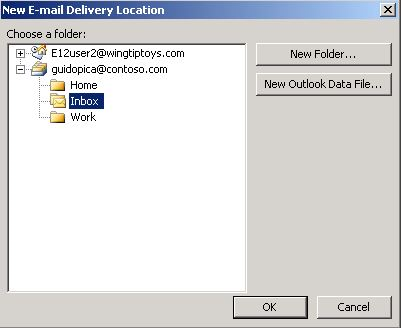 New E-mail Delivery Location
Choose a folder:
E12user2@wingtiptoys.com
guidopica@contoso.com
Home
Inbox
Work
New Folder...
New Outlook Data File...
OK
Cancel